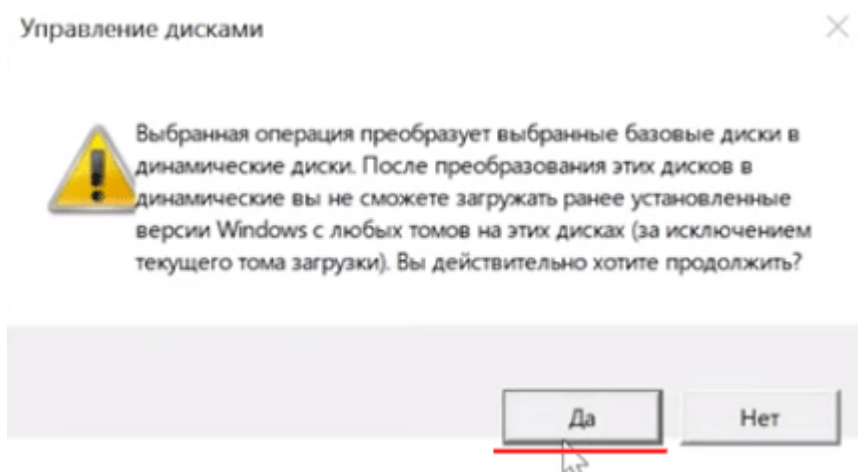 Управление дисками
Выбранная операция преобразует выбранные базовые диски в
динамические диски. После преобразования этих дисков в
динамические вы не сможете загружать ранее установленные
версии Windows с любых томов на этих дисках (за исключением
текущего тома загрузки). Вы действительно хотите продолжить?
Да
Нет